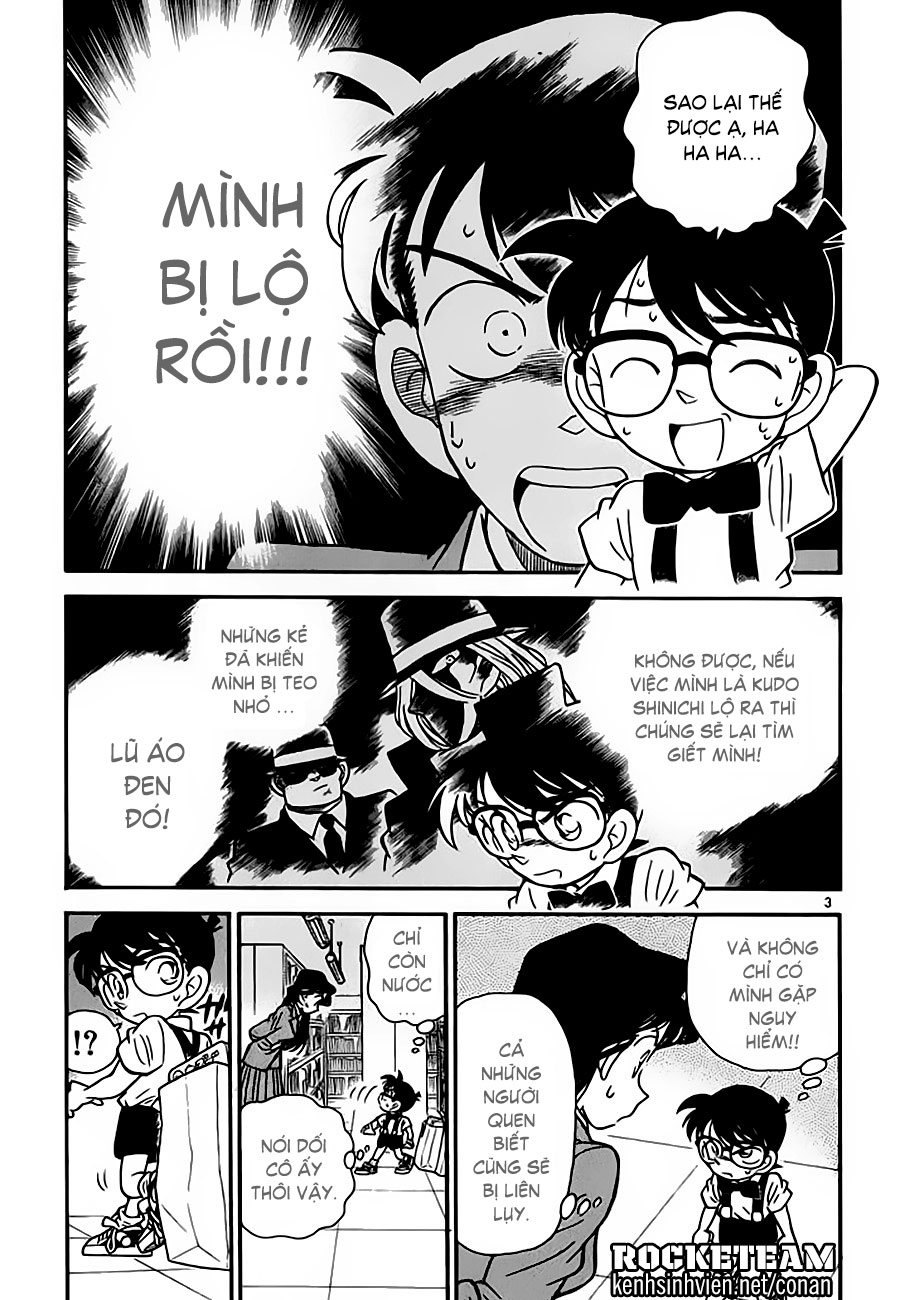 SAO LẠI THẾ
ĐƯỢC Ạ, HA
HA HA...
MÌNH
BỊ LỘ
RỒI!!!
KHÔNG ĐƯỢC, NẾU
VIỆC MÌNH LÀ KUDO
SHINICHI LỘ RA THÌ
CHÚNG SẼ LẠI TÌM
GIẾT MÌNH!
NHỮNG KẺ
ĐÃ KHIẾN
MÌNH BỊ TEO
NHỎ ...
LŨ ÁO
ĐEN
ĐÓ!
3
VÀ KHÔNG
CHỈ CÓ
MÌNH GẶP
NGUY
HIỂM!!
CẢ
NHỮNG
NGƯỜI
QUEN
BIẾT
CŨNG SẼ
BỊ LIÊN
LỤY.
CHỈ
CÒN
NƯỚC
...
NÓI DỐI
CÔ ẤY
THÔI VẬY.
!?
ROCKETEAM
kenhsinhvien.net/conan